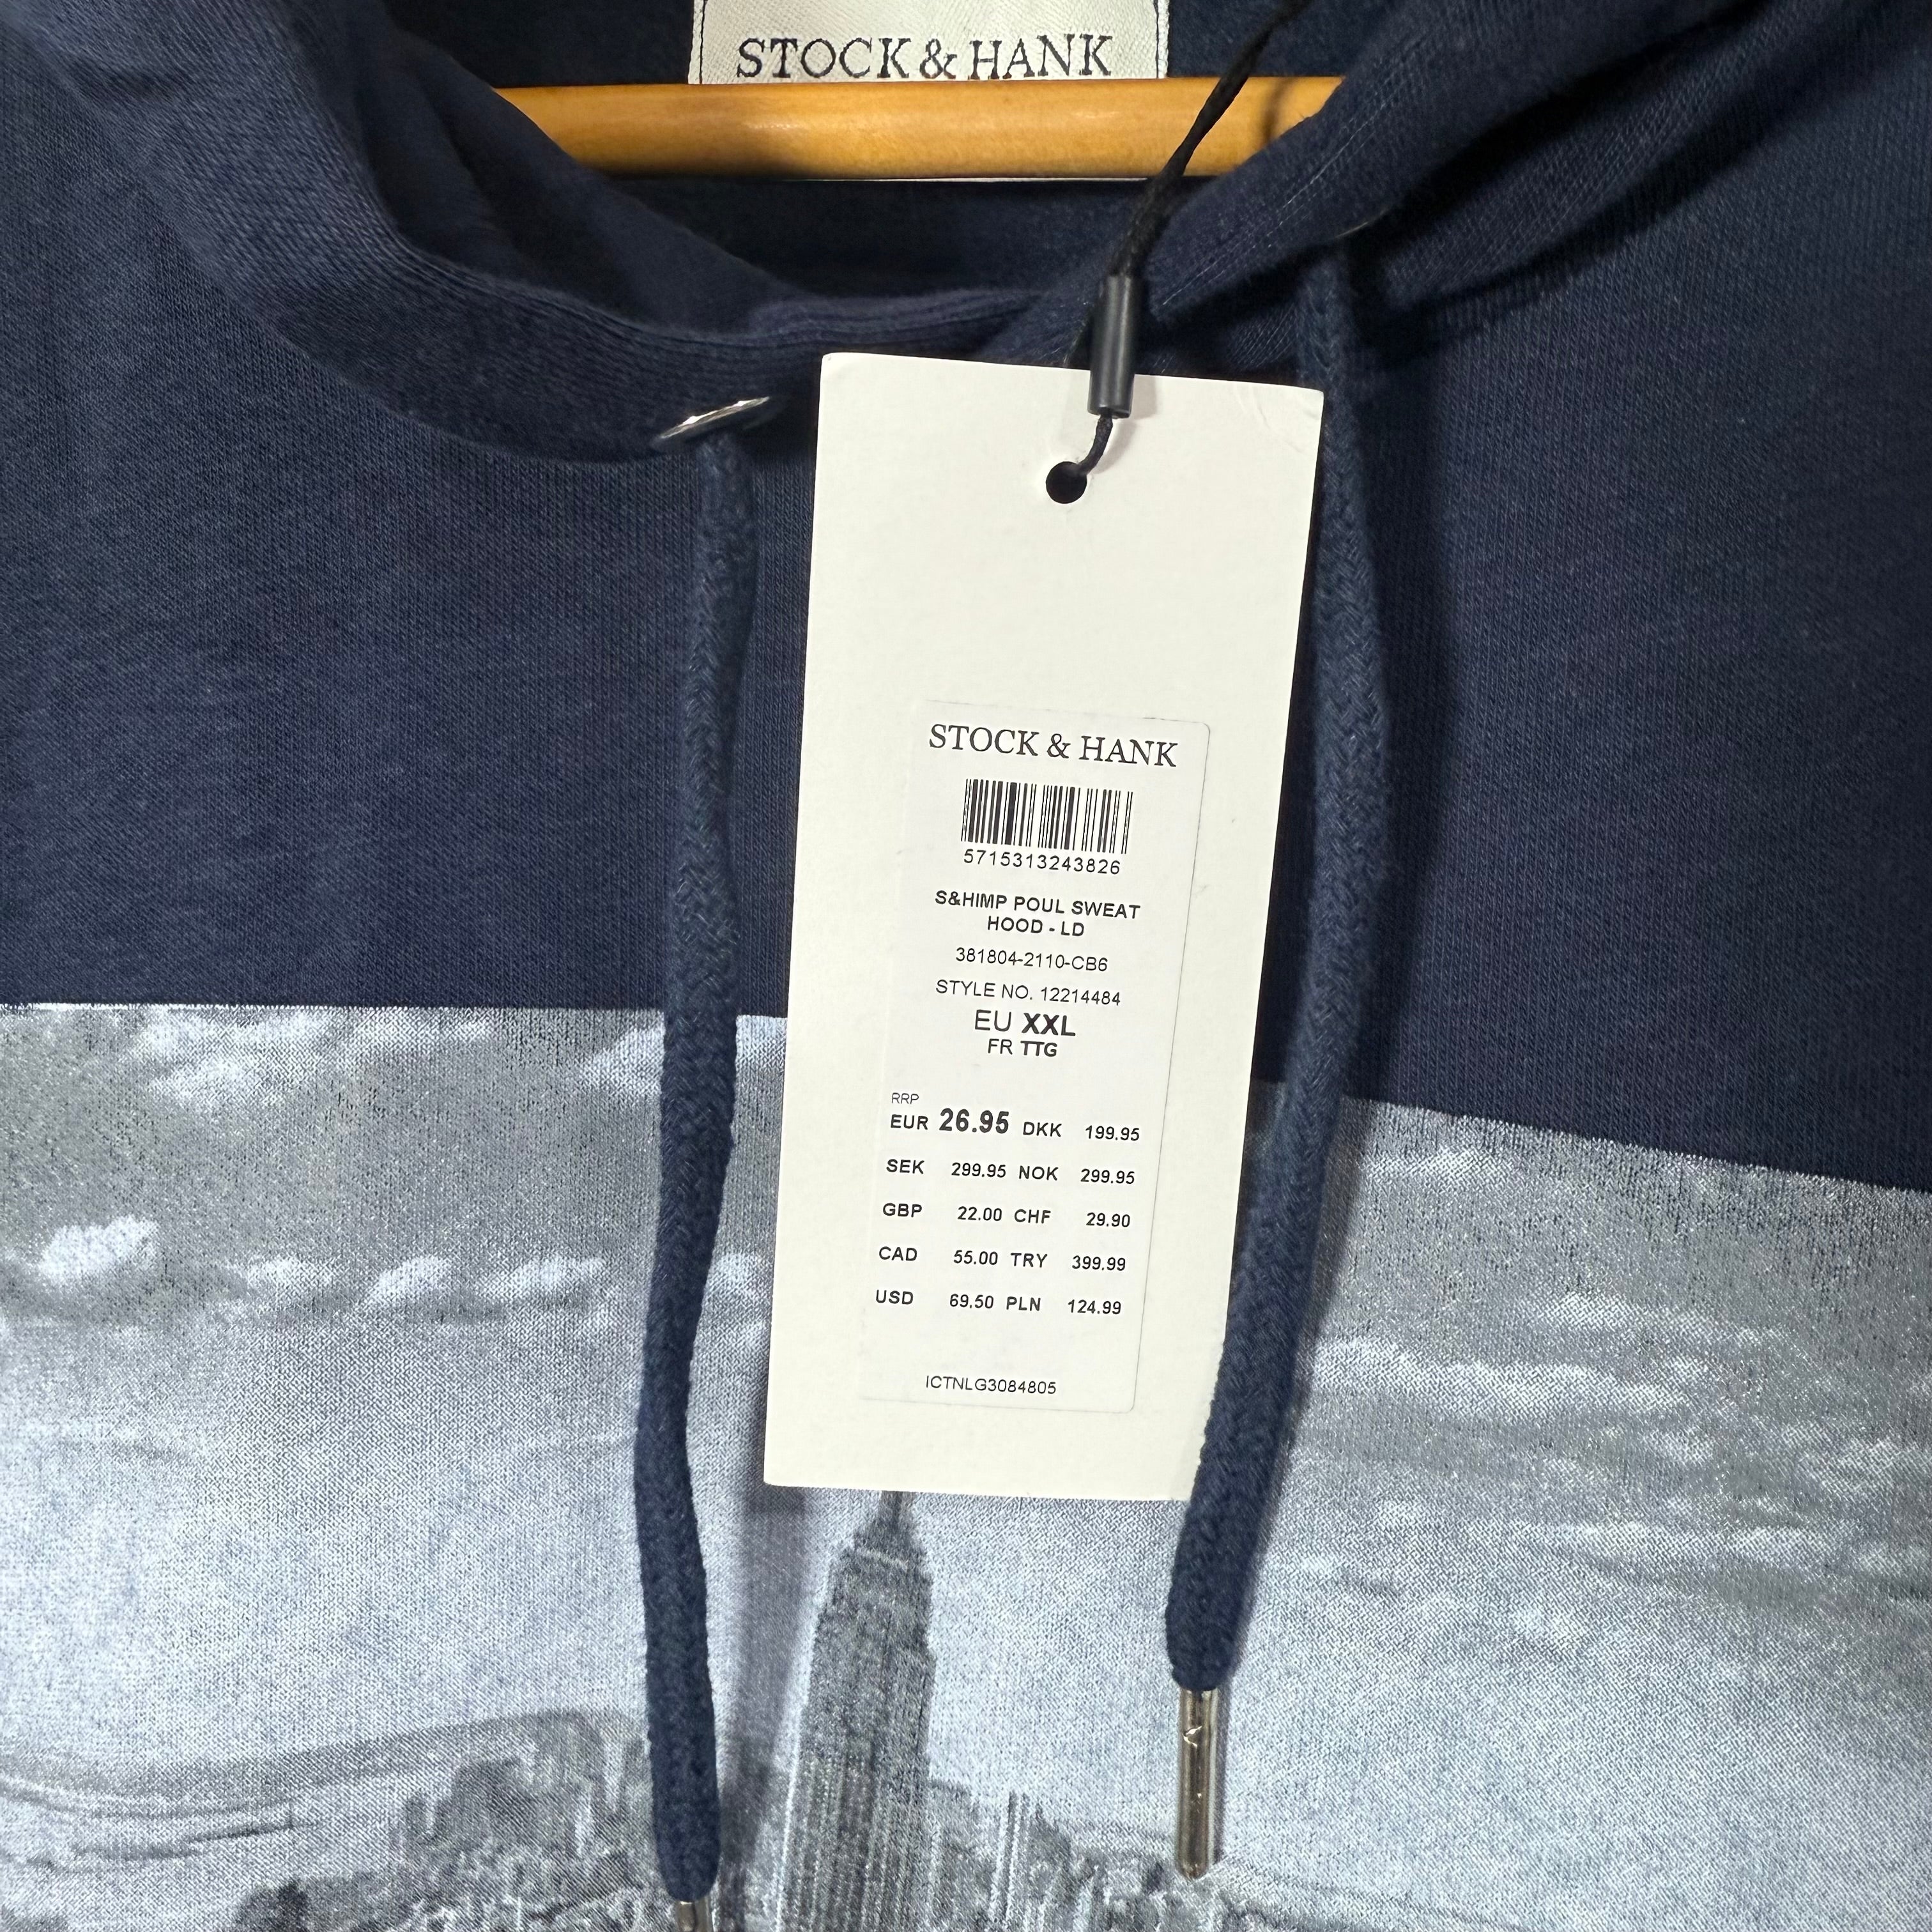 STOCK & HANK
STOCK & HANK
5715313243826
S&HIMP POUL SWEAT
HOOD - LD
381804-2110-CB6
STYLE NO. 12214484
EU XXL
FR TTG
RRP
EUR 26.95 DKK 199.95
SEK 299.95 NOK 299.95
GBP 22.00 CHF 29.90
CAD 55.00 TRY 399.99
USD 69.50 PLN 124.99
ICTNLG3084805